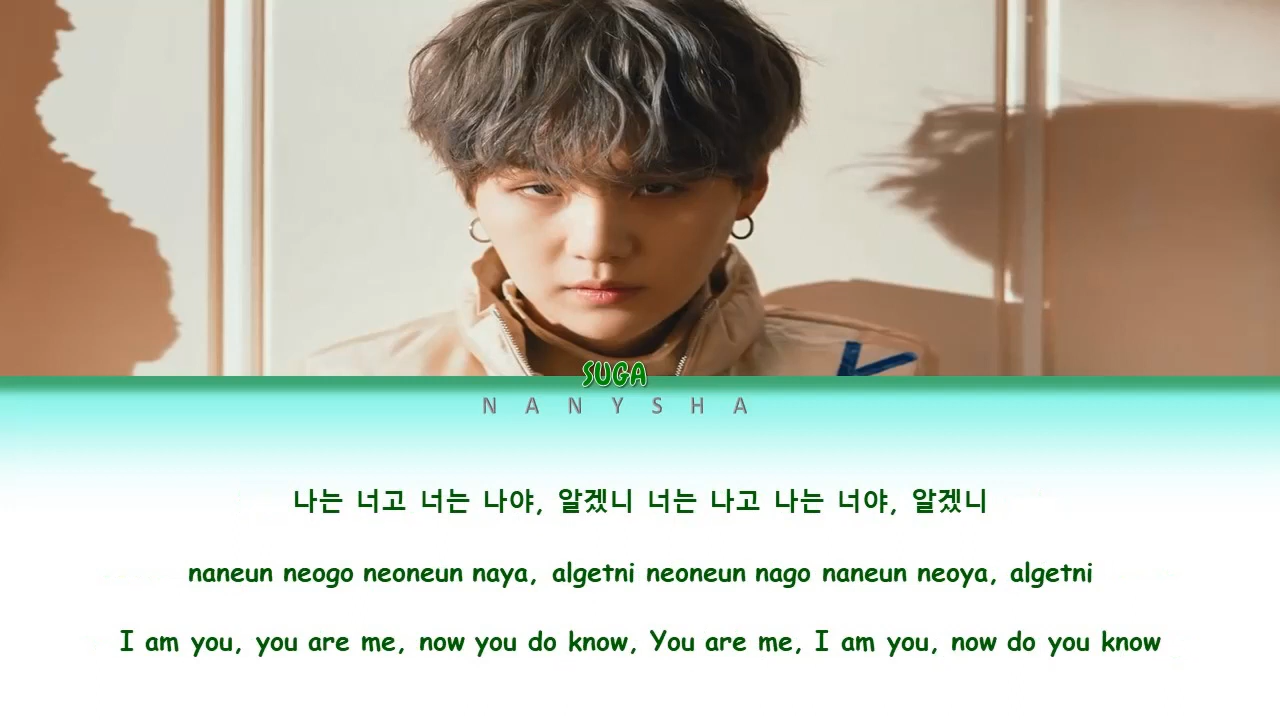 SUGA
NANYSHA
나는 너고 너는 나야, 알겠니 너는 나고 나는 너야, 알겠니
naneun neogo neoneun naya, algetni neoneun nago naneun neoya, algetni
I am you, you are me, now you do know, You are me, I am you, now do you know